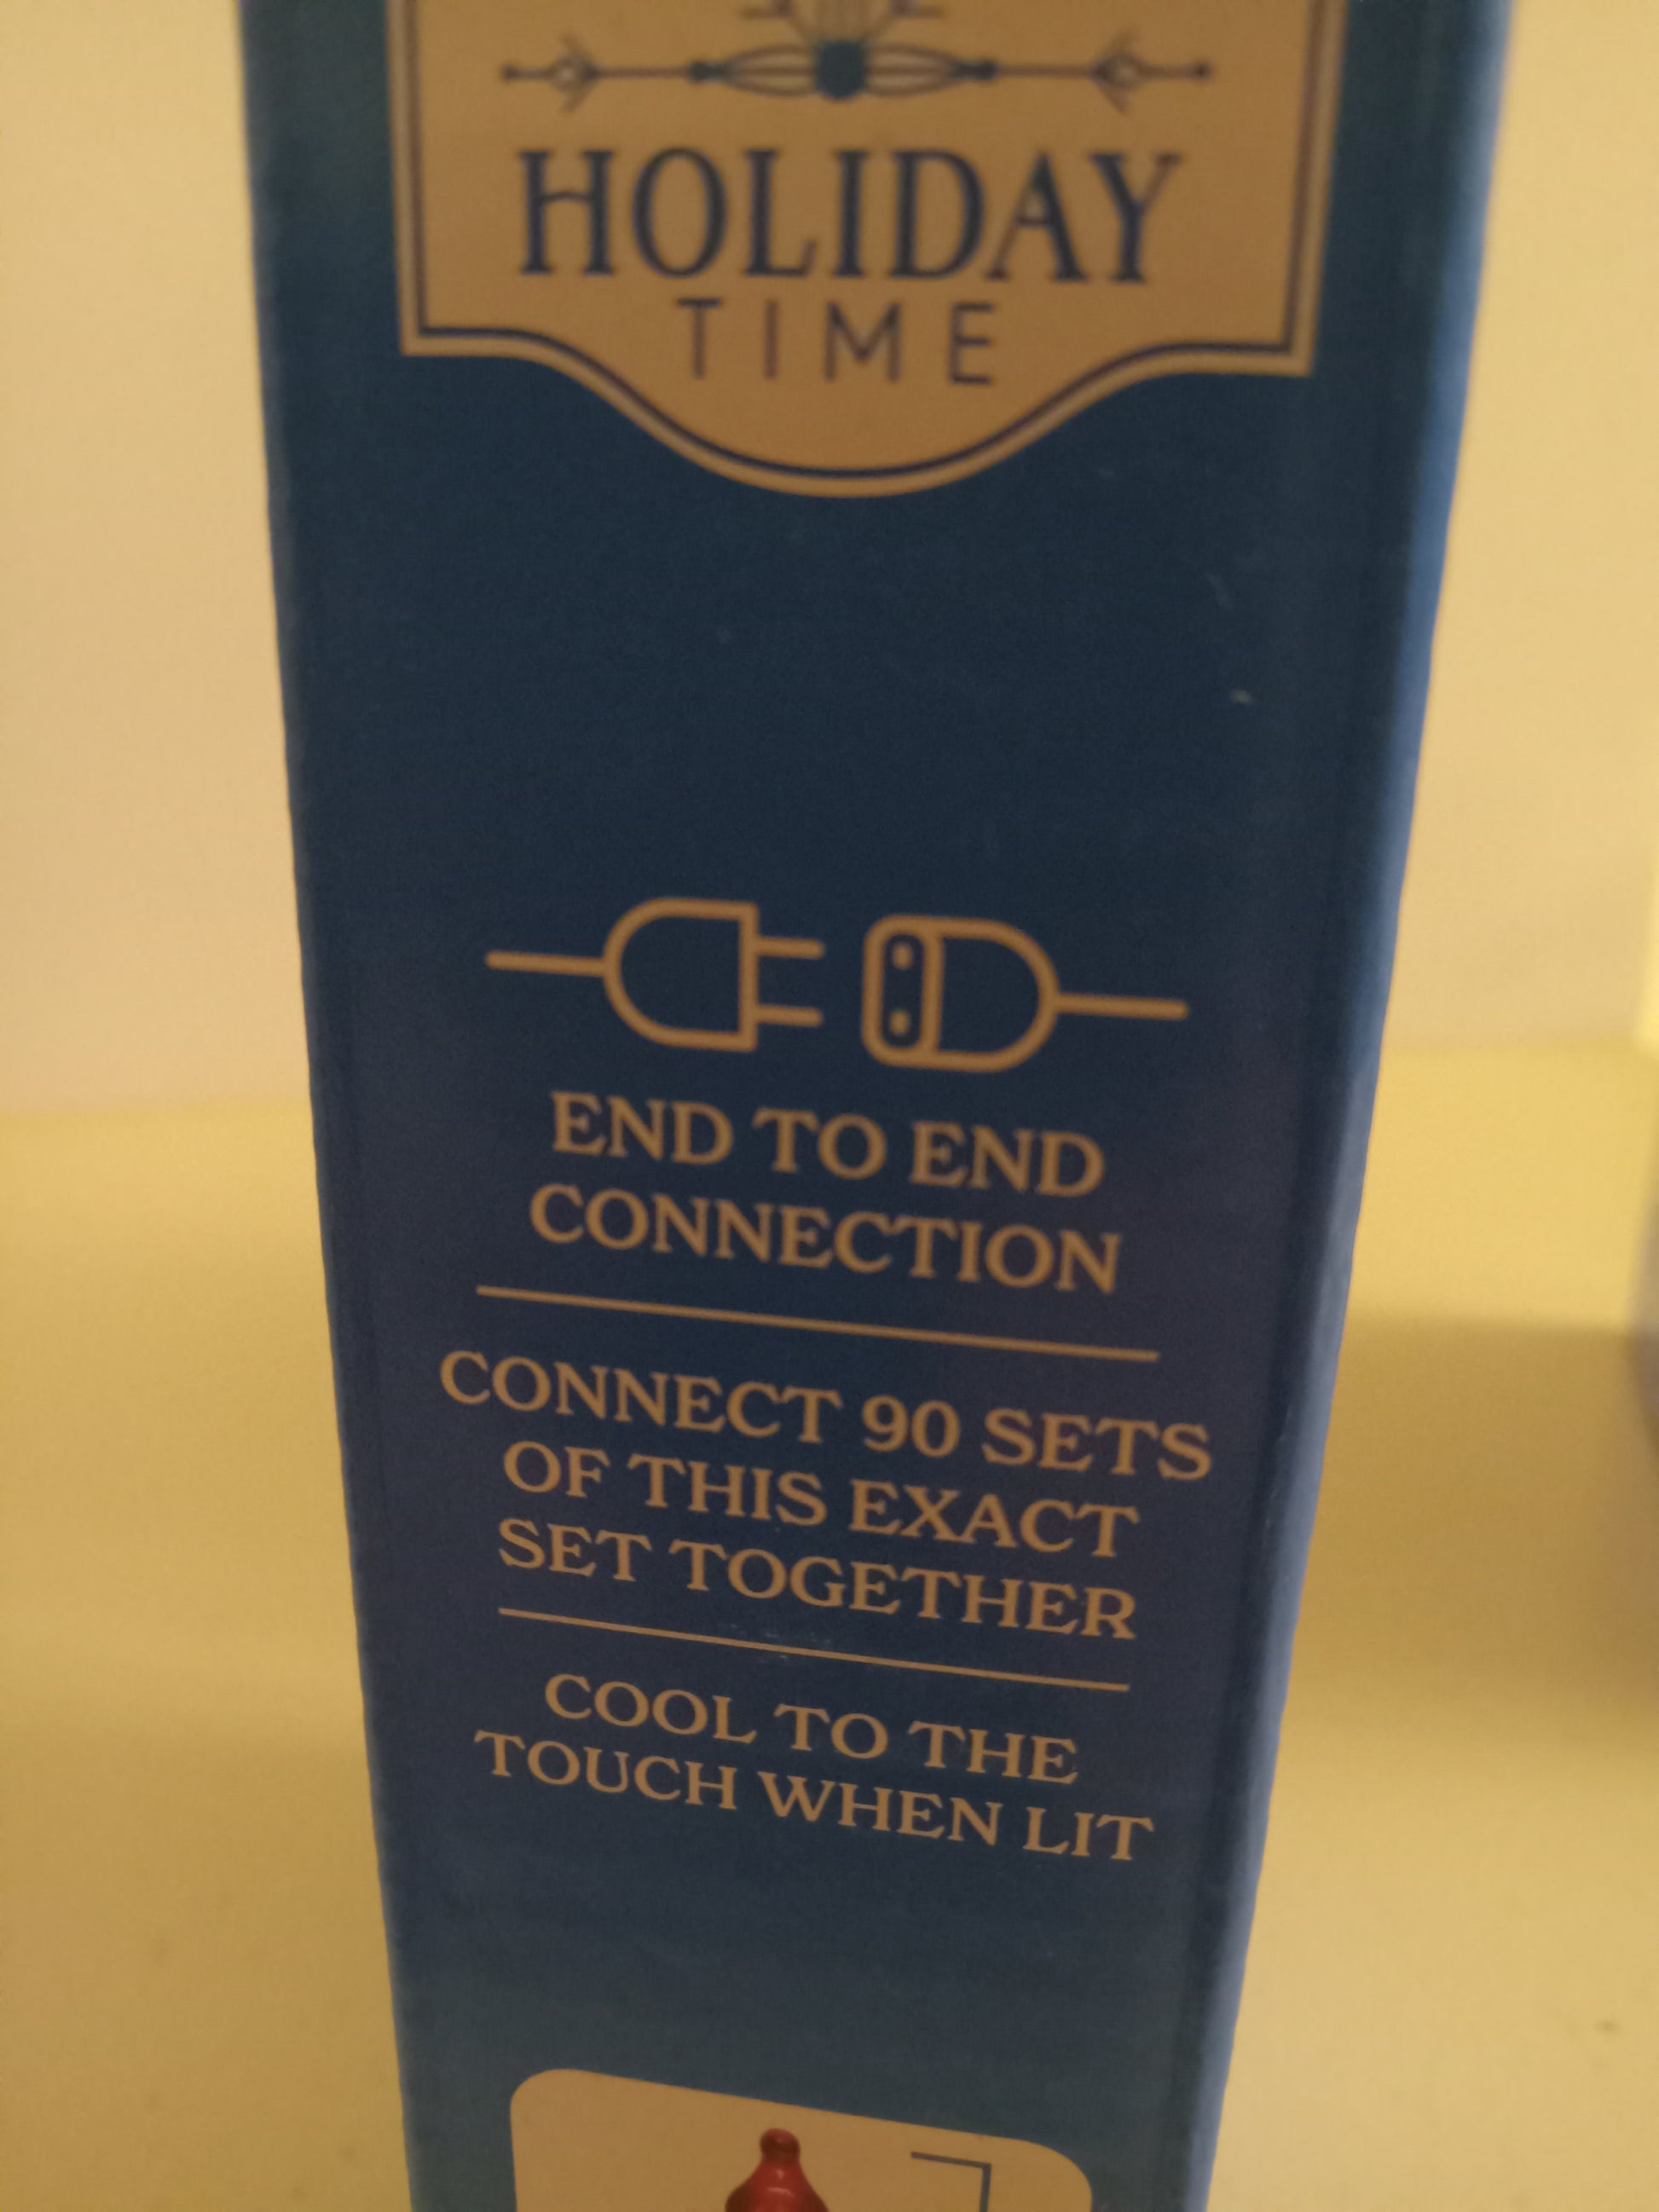 HOLIDAY
TIME
END TO END
CONNECTION
CONNECT 90 SETS
OF THIS EXACT
SET TOGETHER
COOL TO THE
TOUCH WHEN LIT